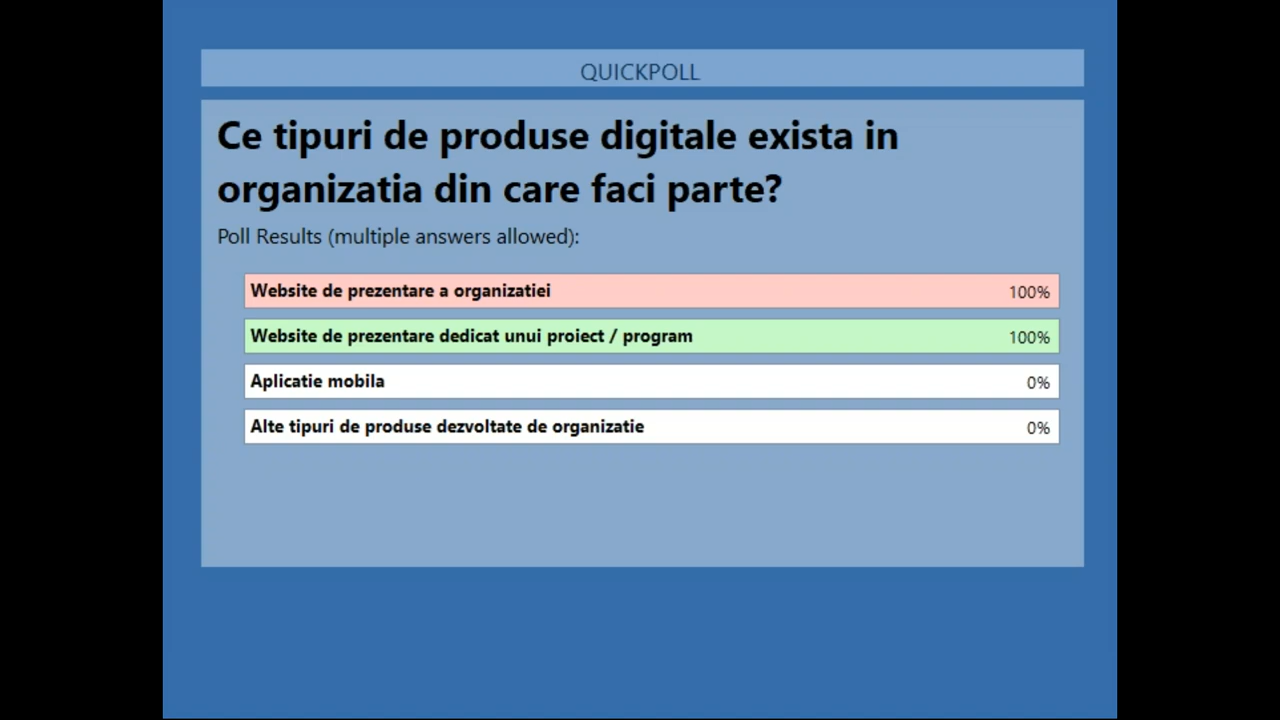 QUICKPOLL
Ce tipuri de produse digitale exista in
organizatia din care faci parte?
Poll Results (multiple answers allowed):
Website de prezentare a organizatiei 100%
Website de prezentare dedicat unui proiect / program 100%
Aplicatie mobila 0%
Alte tipuri de produse dezvoltate de organizatie 0%